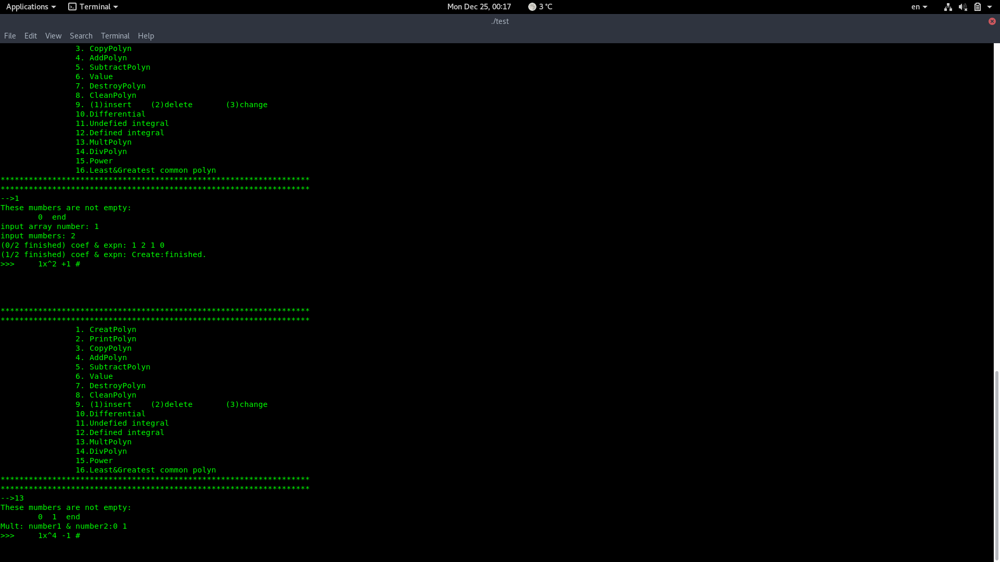 Applications Terminal Mon Dec 25, 00:17 3 °C en
./test
File Edit View Search Terminal Help
3. CopyPolyn
4. AddPolyn
5. SubtractPolyn
6. Value
7. DestroyPolyn
8. CleanPolyn
9. (1)insert (2)delete (3)change
10.Differential
11.Undefied integral
12.Defined integral
13.MultPolyn
14.DivPolyn
15.Power
16.Least&Greatest common polyn
******************************************************************
******************************************************************
-->1
These mumbers are not empty:
0 end
input array number: 1
input mumbers: 2
(0/2 finished) coef & expn: 1 2 1 0
(1/2 finished) coef & expn: Create:finished.
>>> 1x^2 +1 #
******************************************************************
******************************************************************
1. CreatPolyn
2. PrintPolyn
3. CopyPolyn
4. AddPolyn
5. SubtractPolyn
6. Value
7. DestroyPolyn
8. CleanPolyn
9. (1)insert (2)delete (3)change
10.Differential
11.Undefied integral
12.Defined integral
13.MultPolyn
14.DivPolyn
15.Power
16.Least&Greatest common polyn
******************************************************************
******************************************************************
-->13
These mumbers are not empty:
0 1 end
Mult: number1 & number2:0 1
>>> 1x^4 -1 #